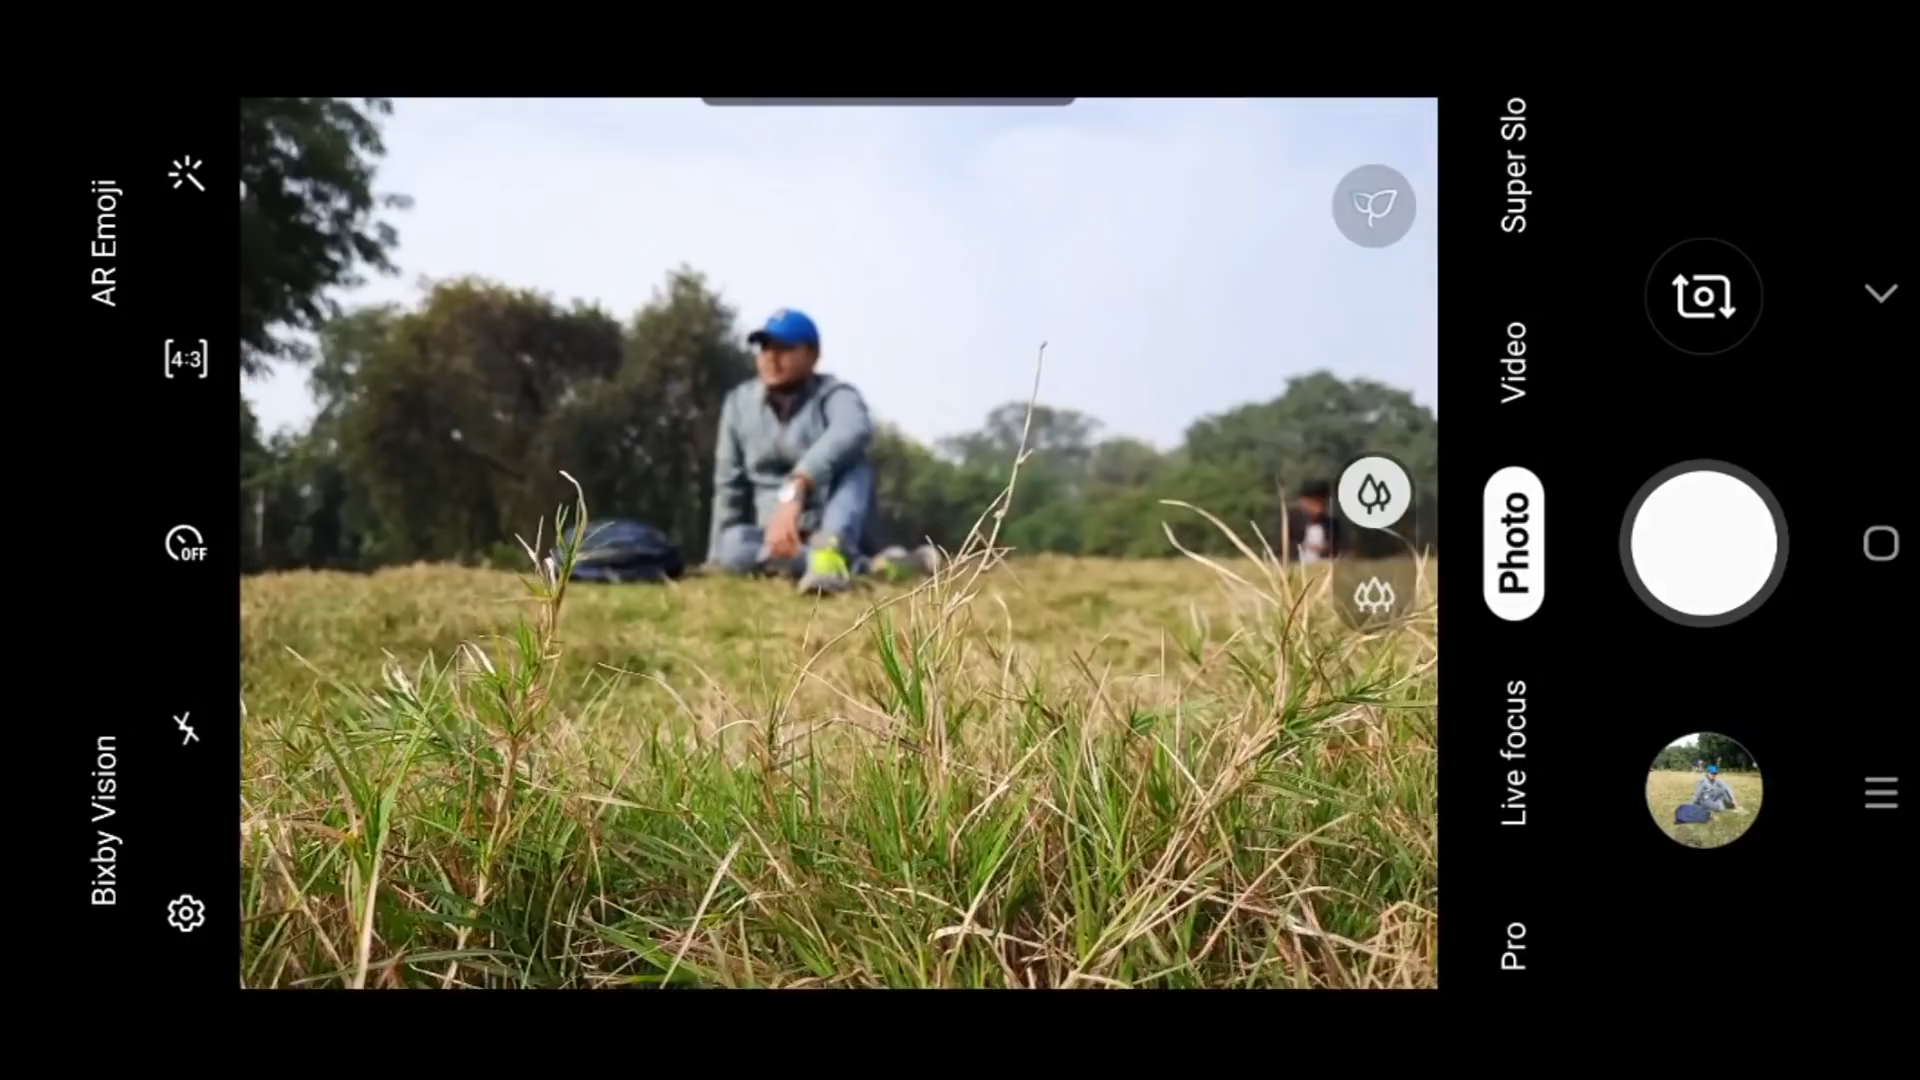 AR Emoji
Bixby Vision
4:3
OFF
Super Slo
Video
Photo
Live focus
Pro